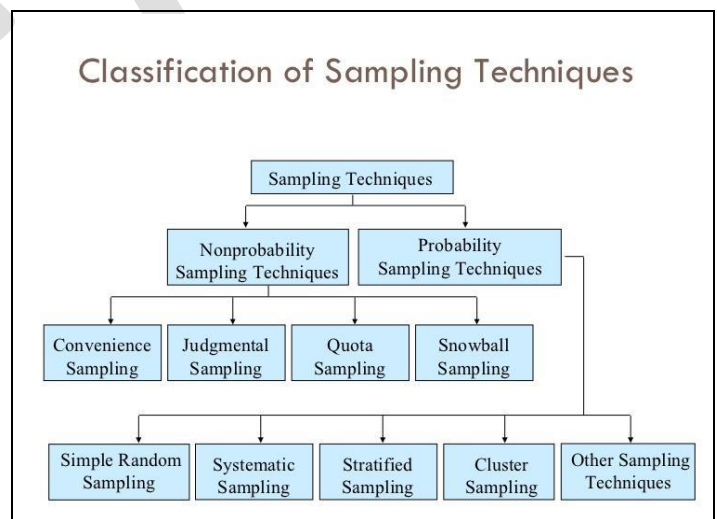 Classification of Sampling Techniques
Sampling Techniques
Nonprobability
Sampling Techniques
Probability
Sampling Techniques
Convenience
Sampling
Judgmental
Sampling
Quota
Sampling
Snowball
Sampling
Simple Random
Sampling
Systematic
Sampling
Stratified
Sampling
Cluster
Sampling
Other Sampling
Techniques